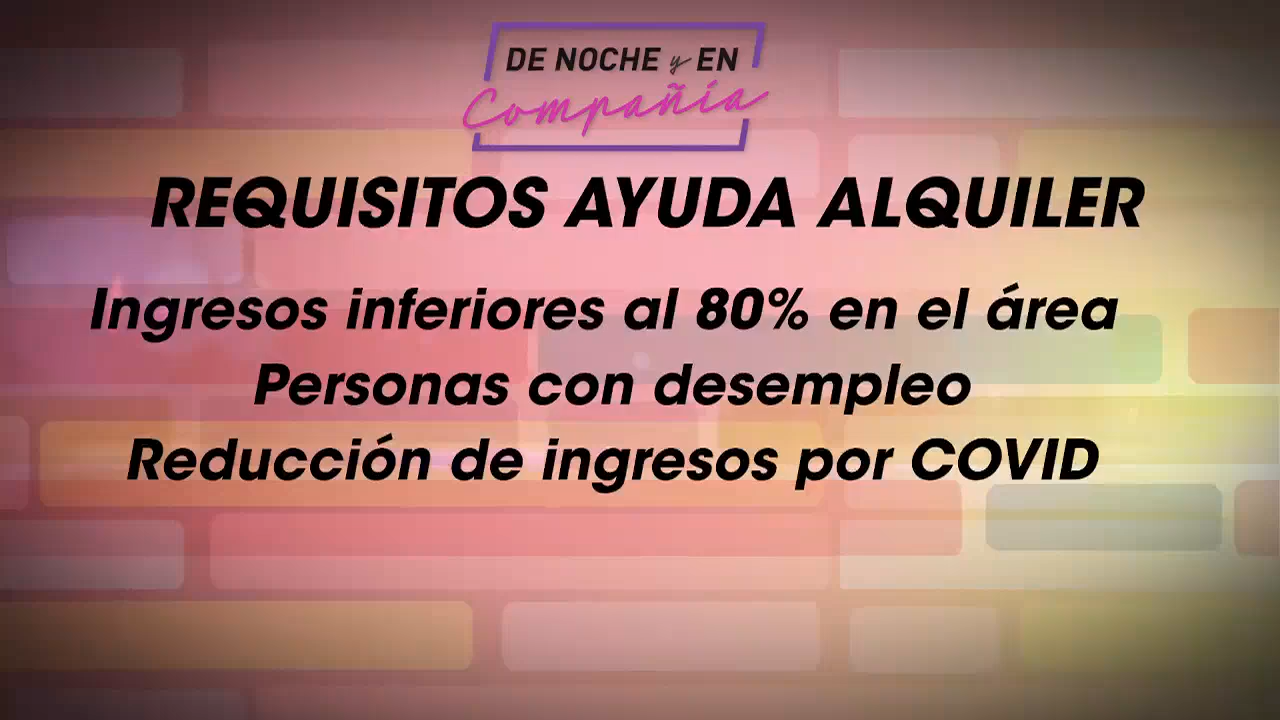 DE NOCHE y EN
Compañia
REQUISITOS AYUDA ALQUILER
Ingresos inferiores al 80% en el área
Personas con desempleo
Reducción de ingresos por COVID